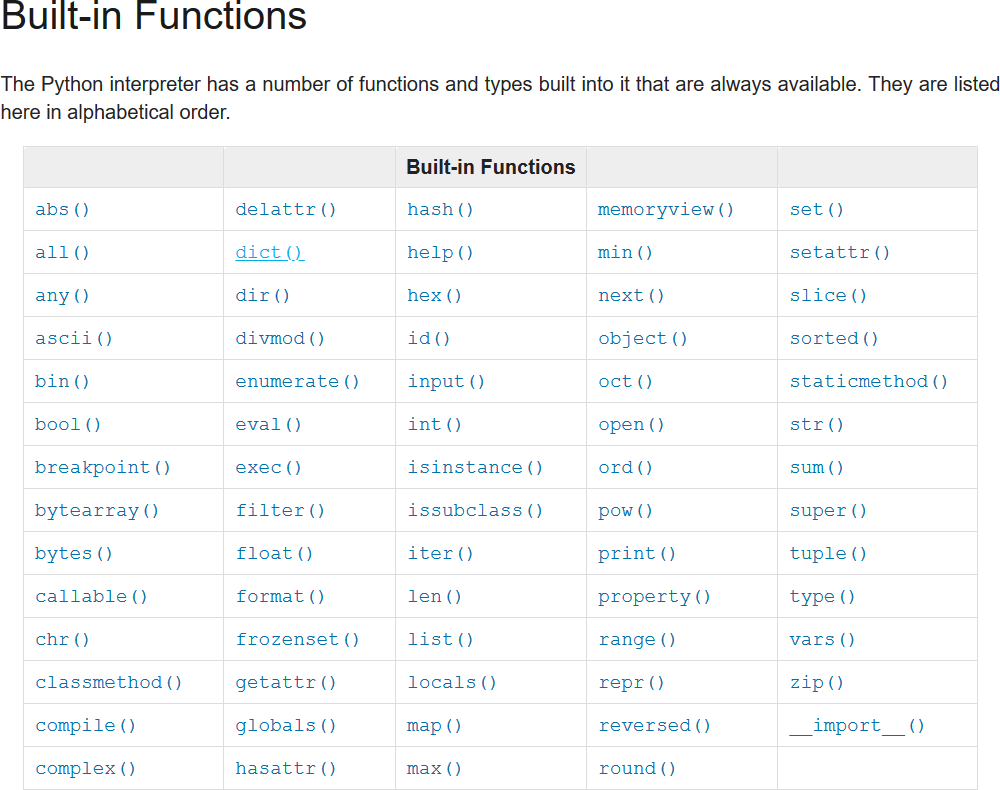 Built-in Functions
The Python interpreter has a number of functions and types built into it that are always available. They are listed
here in alphabetical order.
Built-in Functions
abs() delattr() hash() memoryview() set()
all() dict() help() min() setattr()
any() dir() hex() next() slice()
ascii() divmod() id() object() sorted()
bin() enumerate() input() oct() staticmethod()
bool() eval() int() open() str()
breakpoint() exec() isinstance() ord() sum()
bytearray() filter() issubclass() pow() super()
bytes() float() iter() print() tuple()
callable() format() len() property() type()
chr() frozenset() list() range() vars()
classmethod() getattr() locals() repr() zip()
compile() globals() map() reversed() __import__()
complex() hasattr() max() round()